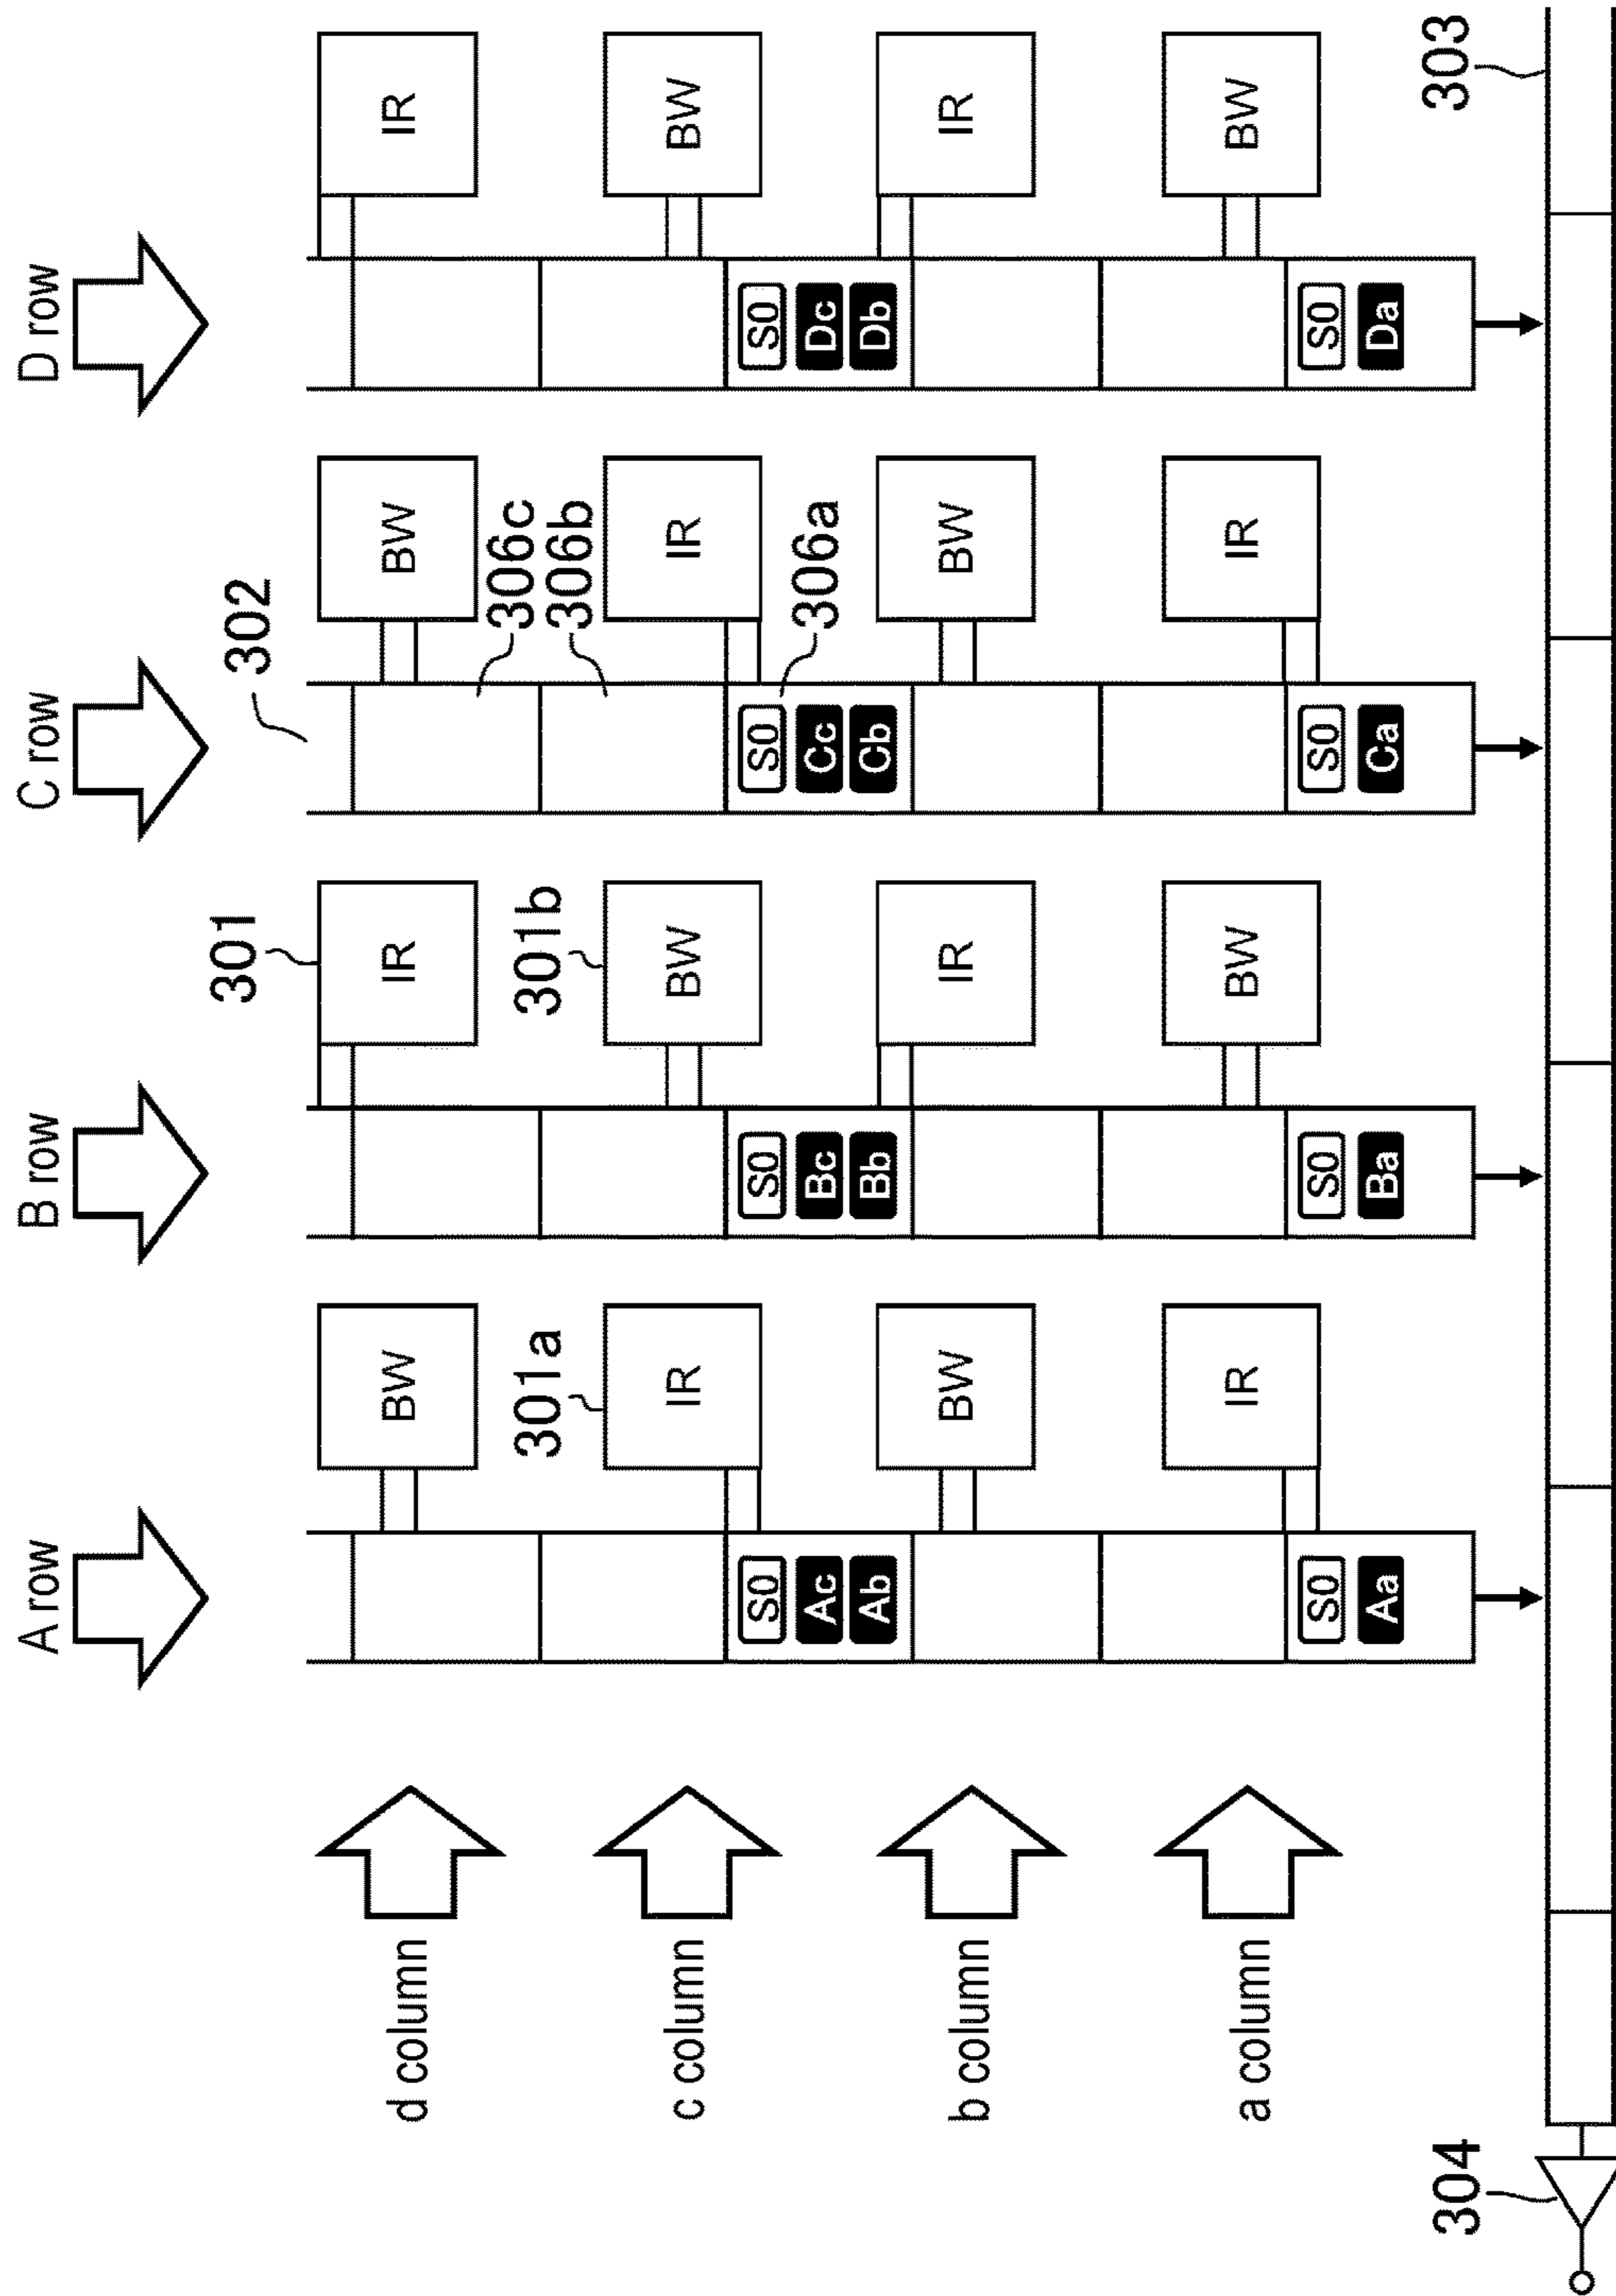 A row B row C row D row
301 302
d column BW IR BW IR
301a 301b 306c
306b
c column IR BW IR BW
S0 S0 S0 S0
Ac Bc Cc 306a Dc
Ab Bb Cb Db
b column BW IR BW IR
a column IR BW IR BW
S0 S0 S0 S0
Aa Ba Ca Da
304 303